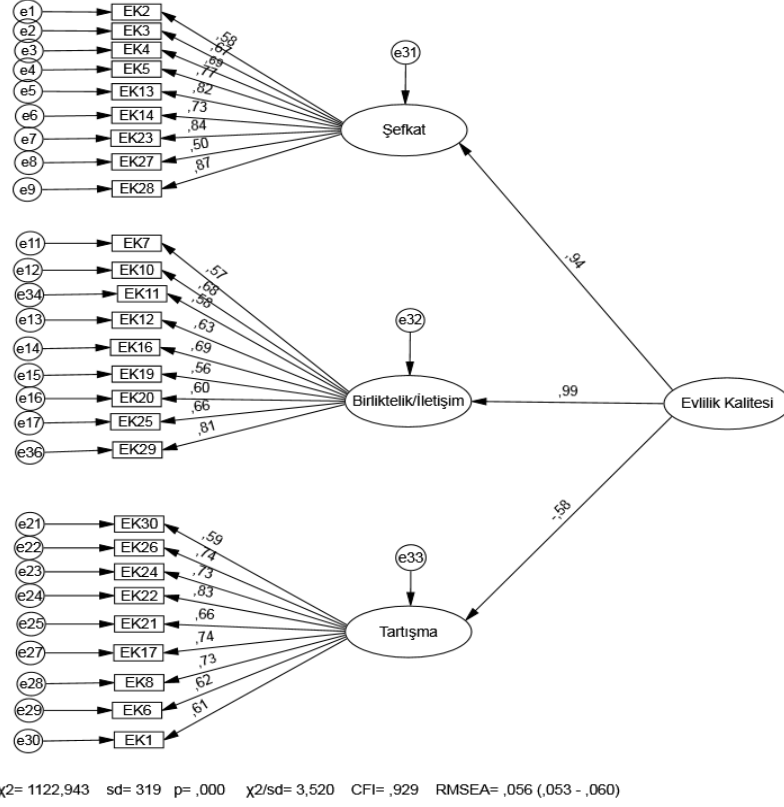 e1 EK2 ,58
e2 EK3 ,67
e3 EK4 ,69
e4 EK5 ,77
e5 EK13 ,82
e6 EK14 ,73
e7 EK23 ,84
e8 EK27 ,50
e9 EK28 ,87
e31
Şefkat
,94
e11 EK7 ,57
e12 EK10 ,68
e34 EK11 ,58
e13 EK12 ,63
e14 EK16 ,69
e15 EK19 ,56
e16 EK20 ,60
e17 EK25 ,66
e36 EK29 ,81
e32
Birliktelik/İletişim
,99
Evlilik Kalitesi
-,58
e21 EK30 ,59
e22 EK26 ,74
e23 EK24 ,73
e24 EK22 ,83
e25 EK21 ,66
e27 EK17 ,74
e28 EK8 ,73
e29 EK6 ,62
e30 EK1 ,61
e33
Tartışma
χ2= 1122,943 sd= 319 p= ,000 χ2/sd= 3,520 CFI= ,929 RMSEA= ,056 (,053 - ,060)